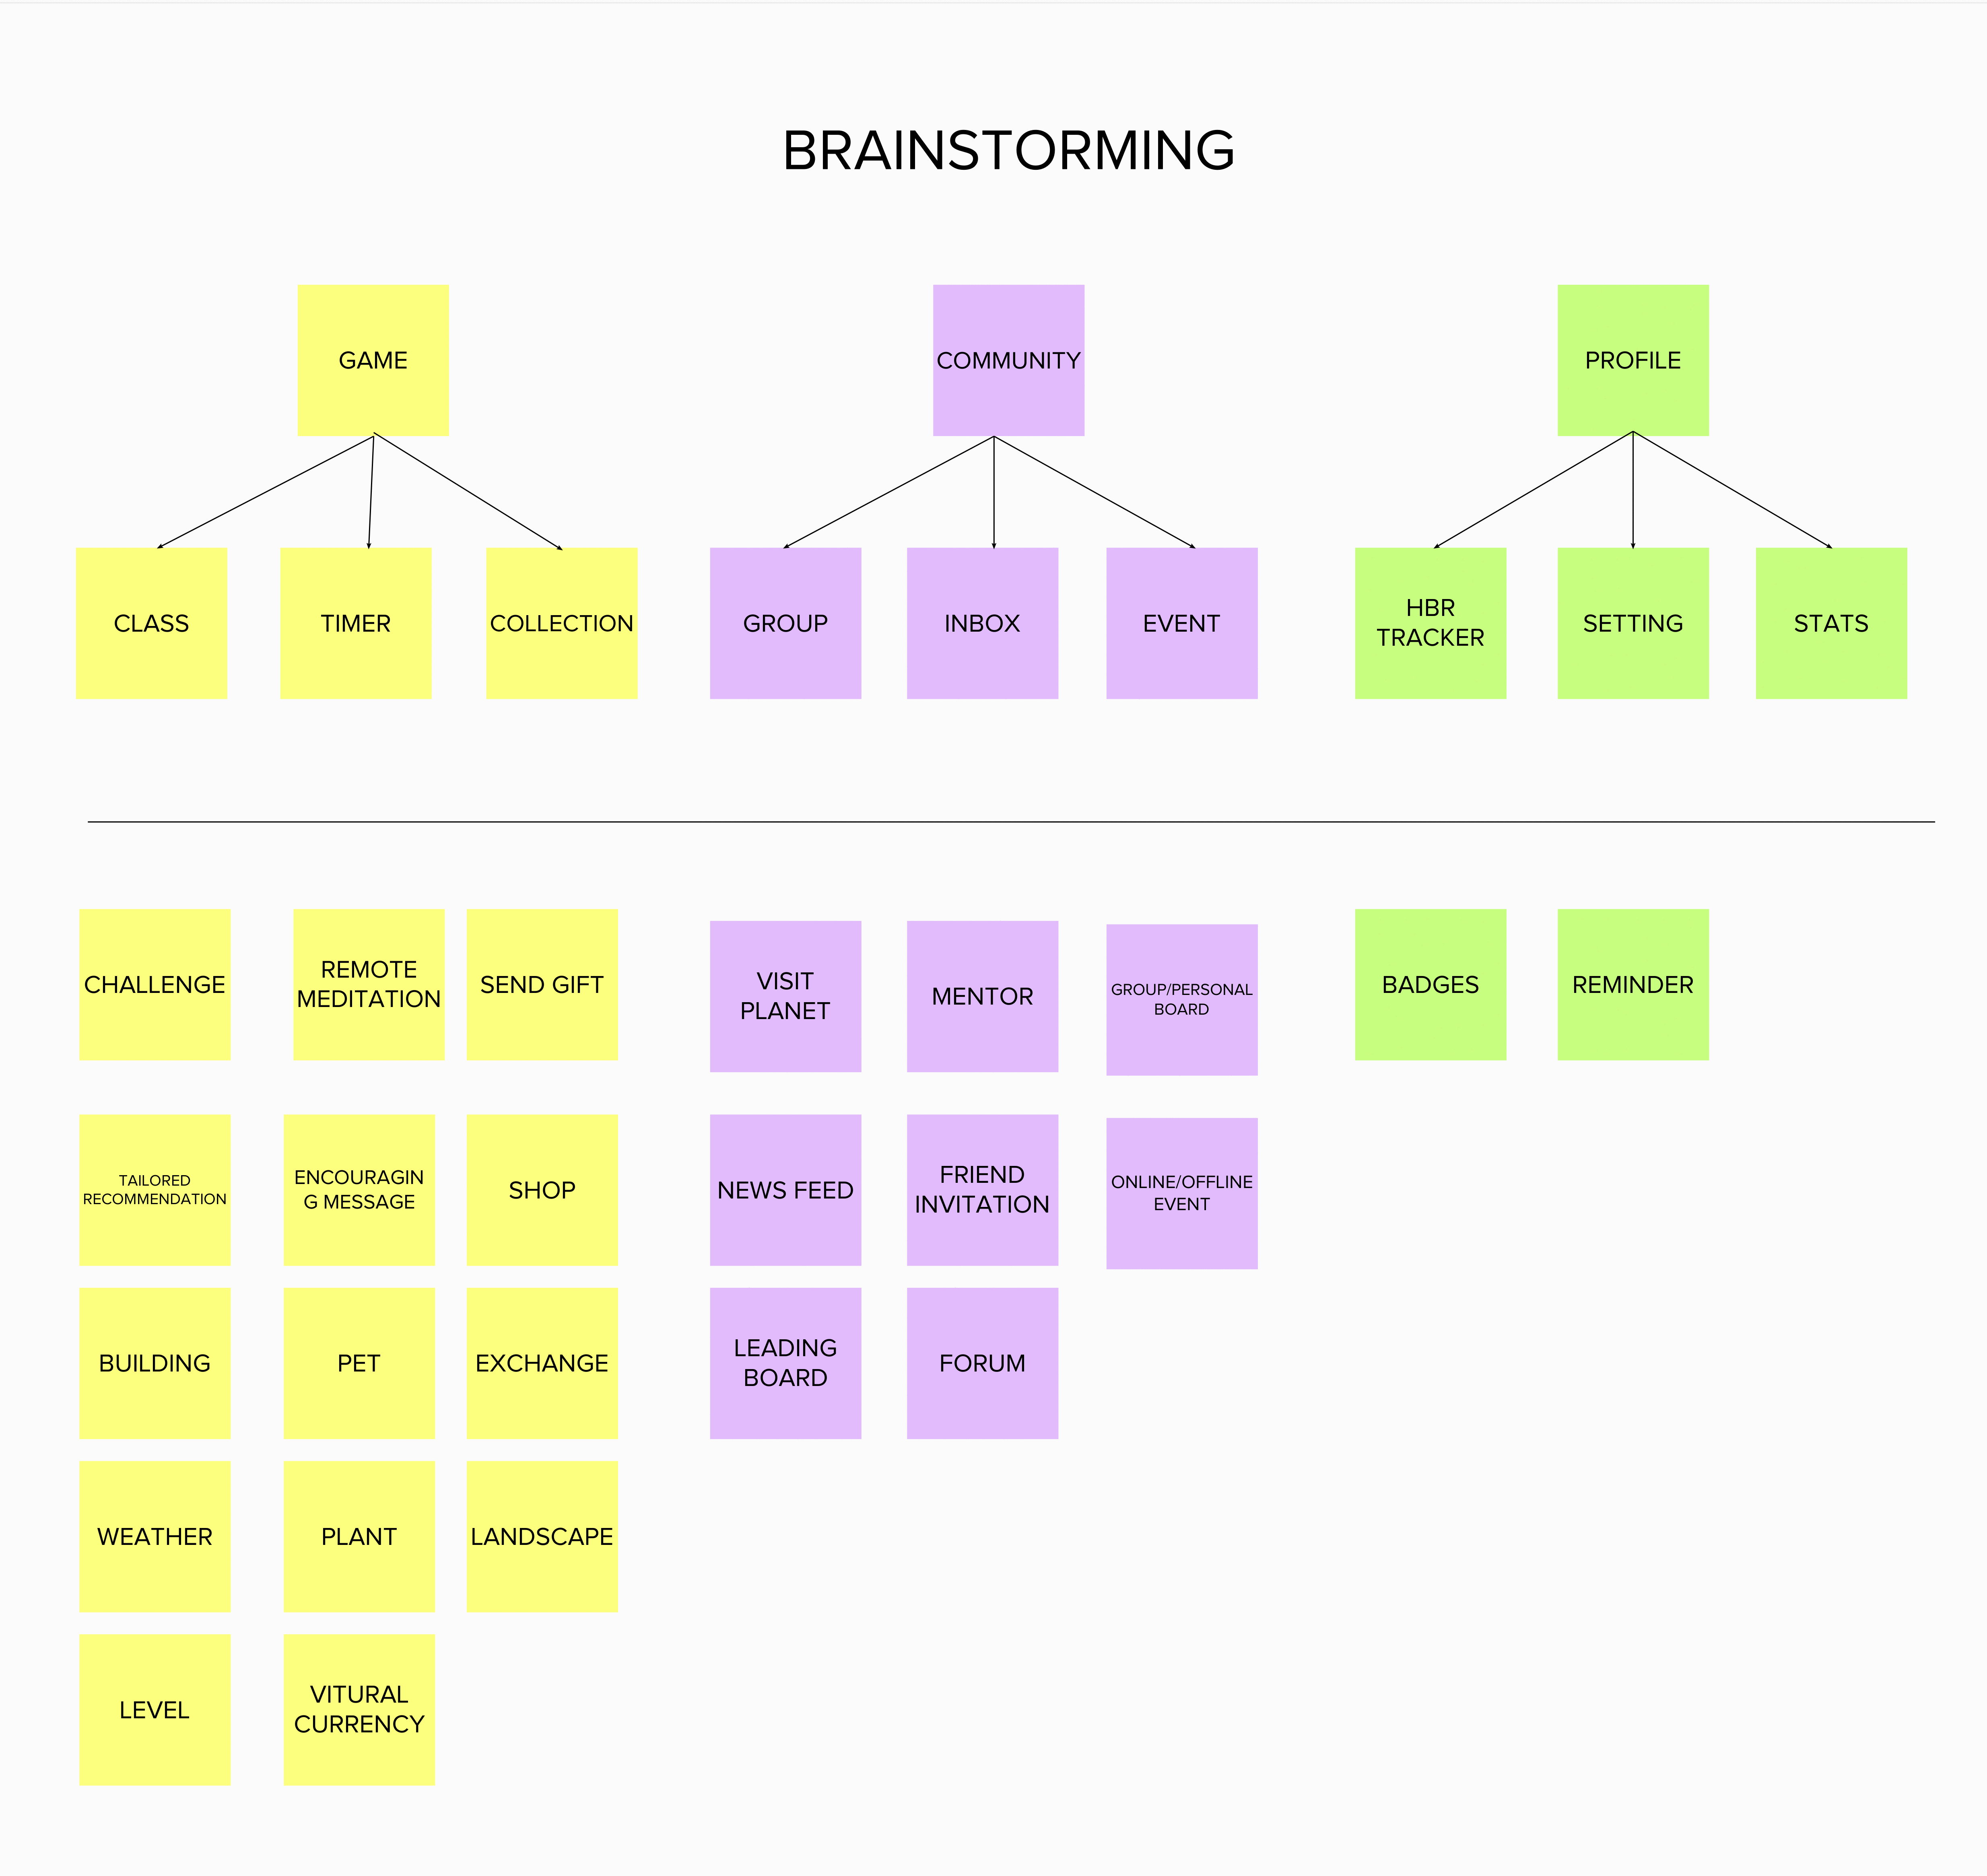 BRAINSTORMING
GAME
COMMUNITY
PROFILE
CLASS
TIMER
COLLECTION
GROUP
INBOX
EVENT
HBR
TRACKER
SETTING
STATS
CHALLENGE
REMOTE
MEDITATION
SEND GIFT
VISIT
PLANET
MENTOR
GROUP/PERSONAL
BOARD
BADGES
REMINDER
TAILORED
RECOMMENDATION
ENCOURAGIN
G MESSAGE
SHOP
NEWS FEED
FRIEND
INVITATION
ONLINE/OFFLINE
EVENT
BUILDING
PET
EXCHANGE
LEADING
BOARD
FORUM
WEATHER
PLANT
LANDSCAPE
LEVEL
VITURAL
CURRENCY